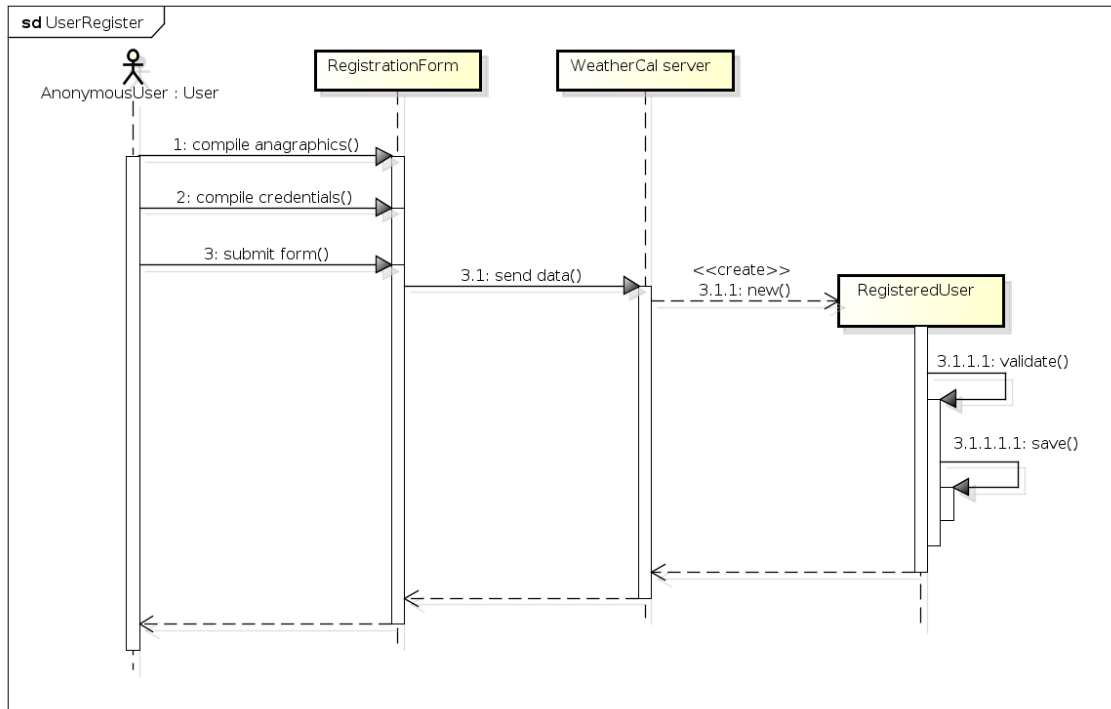 sd UserRegister
AnonymousUser : User
RegistrationForm
WeatherCal server
1: compile anagraphics()
2: compile credentials()
3: submit form()
3.1: send data()
<<create>>
3.1.1: new()
RegisteredUser
3.1.1.1: validate()
3.1.1.1.1: save()